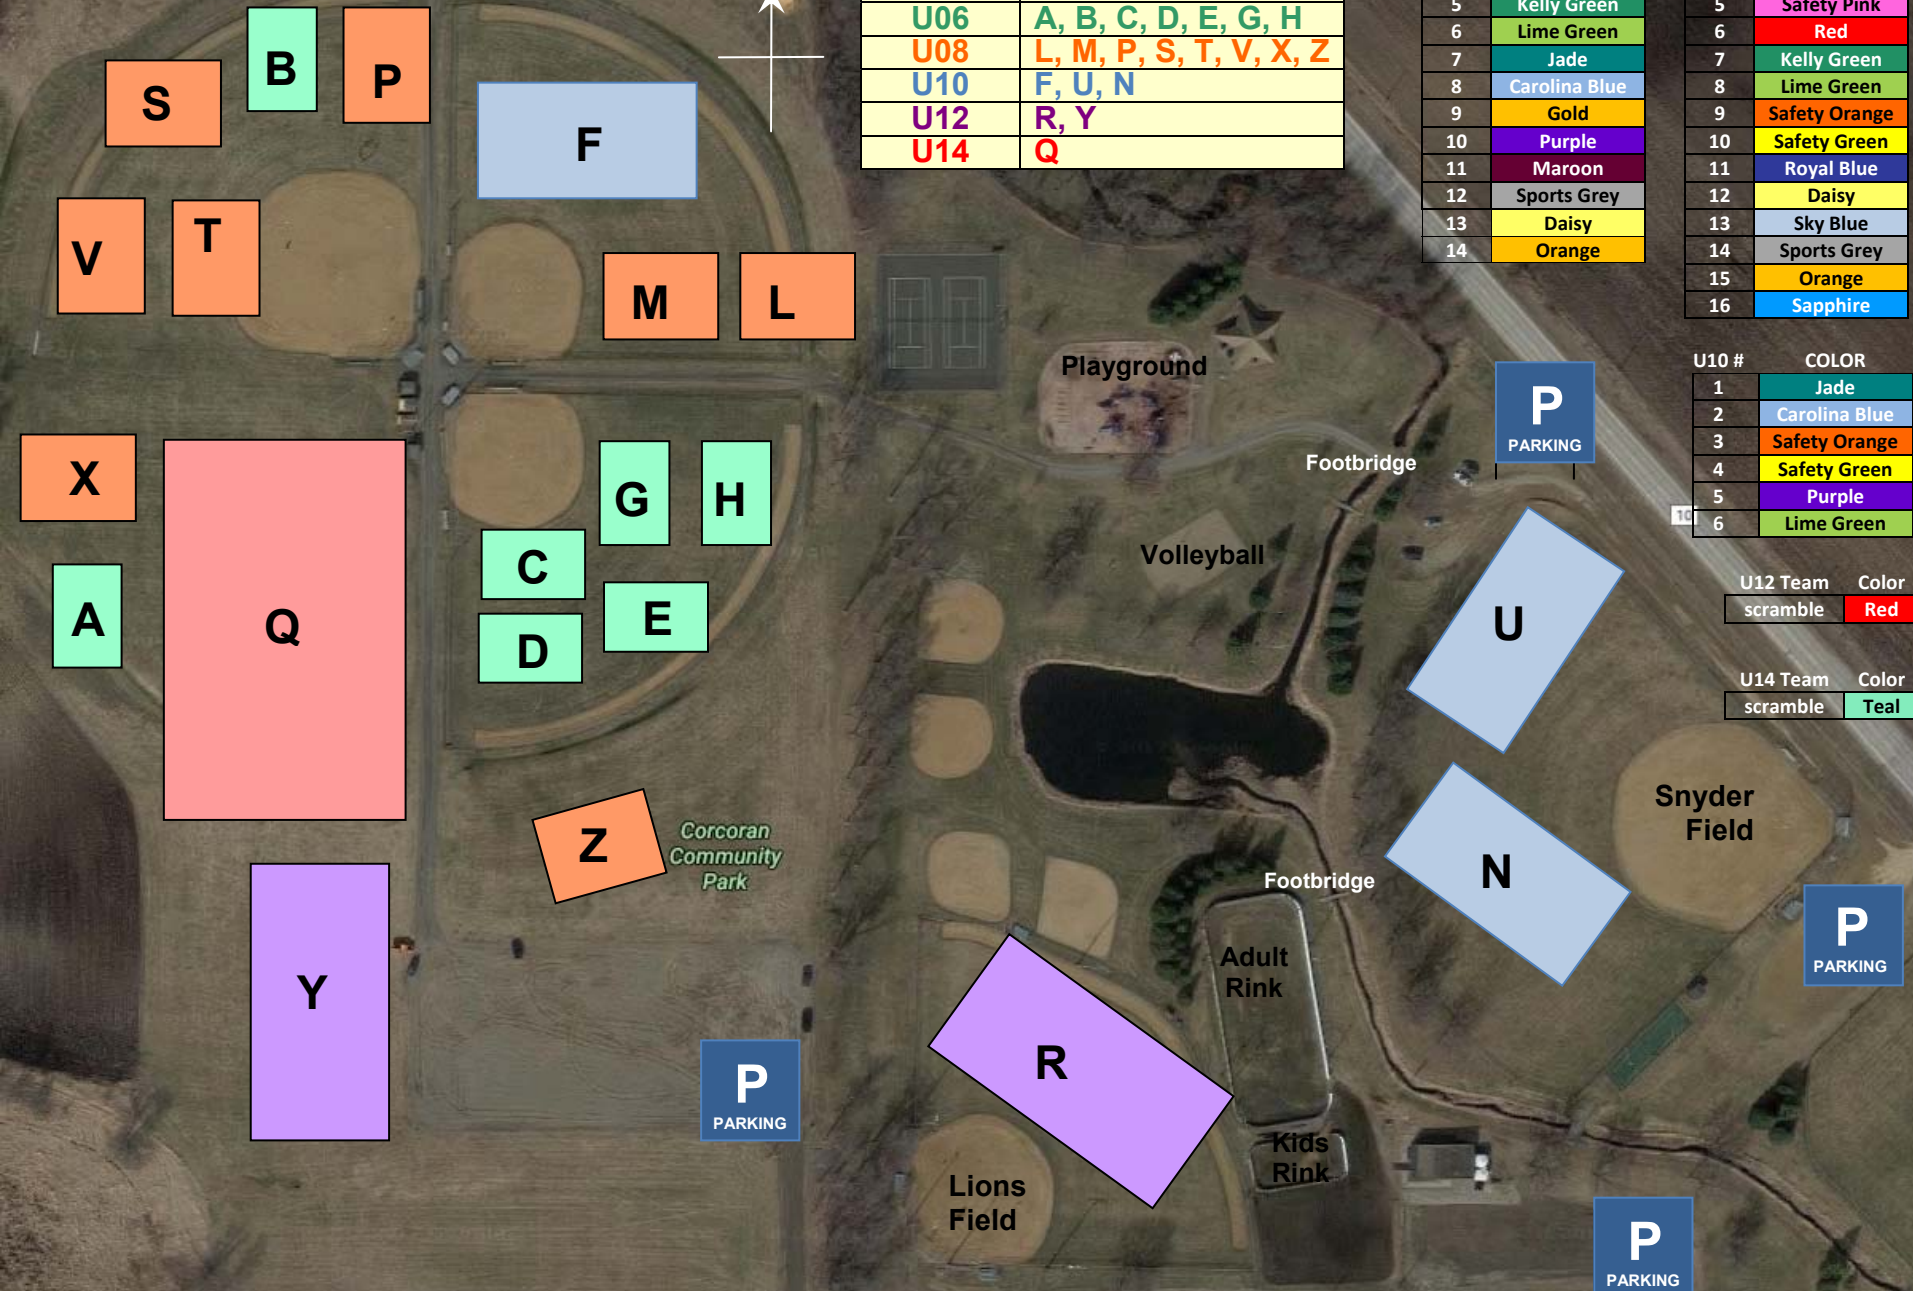 U06 A, B, C, D, E, G, H
U08 L, M, P, S, T, V, X, Z
U10 F, U, N
U12 R, Y
U14 Q
5 Kelly Green
6 Lime Green
7 Jade
8 Carolina Blue
9 Gold
10 Purple
11 Maroon
12 Sports Grey
13 Daisy
14 Orange
5 Safety Pink
6 Red
7 Kelly Green
8 Lime Green
9 Safety Orange
10 Safety Green
11 Royal Blue
12 Daisy
13 Sky Blue
14 Sports Grey
15 Orange
16 Sapphire
U10 # COLOR
1 Jade
2 Carolina Blue
3 Safety Orange
4 Safety Green
5 Purple
6 Lime Green
U12 Team Color
scramble Red
U14 Team Color
scramble Teal
B
P
S
F
V
T
M
L
Playground
P
PARKING
Footbridge
X
G
H
10
C
Volleyball
A
Q
E
D
U
Z
Corcoran
Community
Park
Snyder
Field
N
Footbridge
P
PARKING
Adult
Rink
Y
R
P
PARKING
Kids
Rink
Lions
Field
P
PARKING